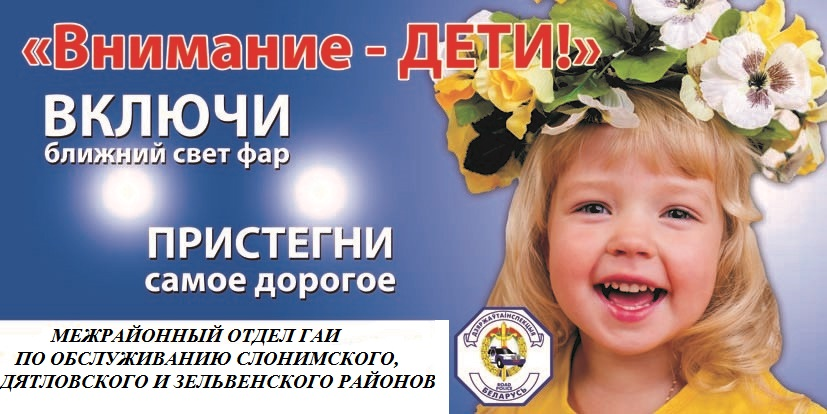 «Внимание - ДЕТИ!»
ВКЛЮЧИ
ближний свет фар
ПРИСТЕГНИ
самое дорогое
МЕЖРАЙОННЫЙ ОТДЕЛ ГАИ
ПО ОБСЛУЖИВАНИЮ СЛОНИМСКОГО,
ДЯТЛОВСКОГО И ЗЕЛЬВЕНСКОГО РАЙОНОВ
ДЗЯРЖАЎТАІНСПЕКЦЫЯ
ROAD
POLICE
БЕЛАРУСЬ